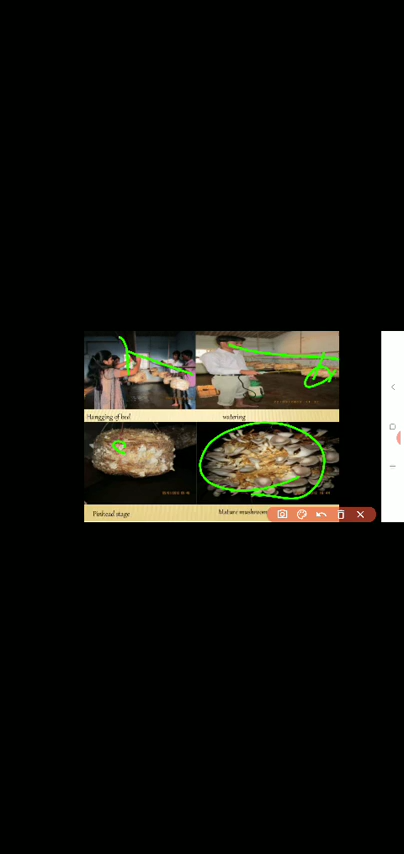 Hangging of bed
watering
Pinhead stage
Mature mushroom